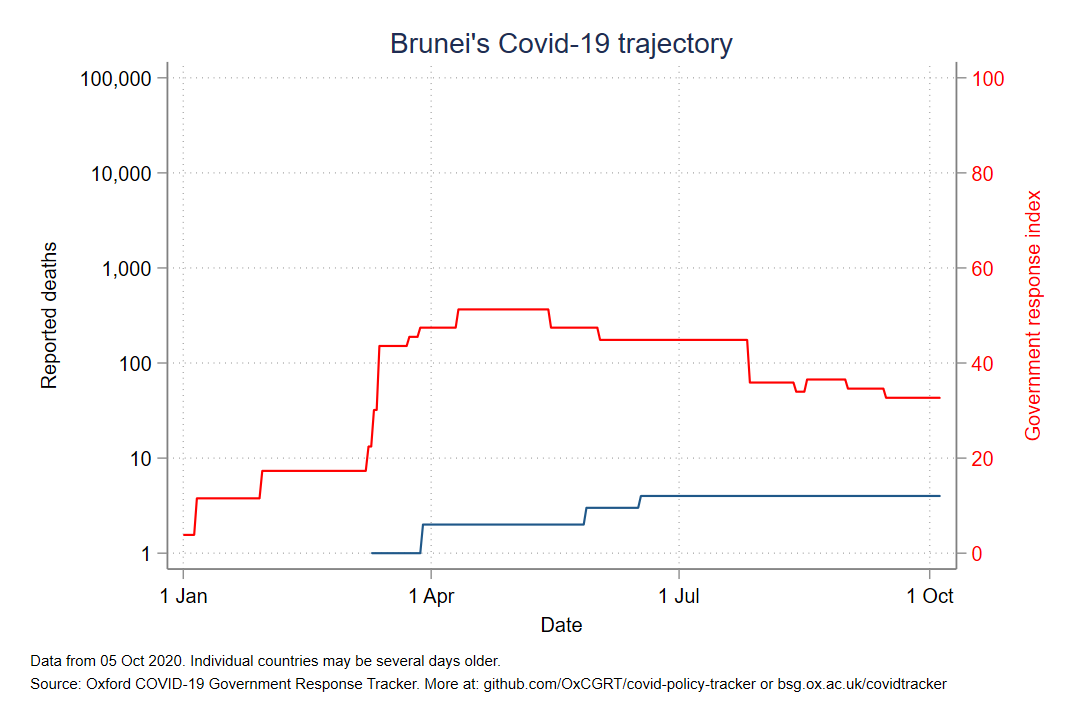 Brunei's Covid-19 trajectory
100,000
10,000
1,000
100
10
1
Reported deaths
100
80
60
40
20
0
Government response index
1 Jan
1 Apr
1 Jul
1 Oct
Date
Data from 05 Oct 2020. Individual countries may be several days older.
Source: Oxford COVID-19 Government Response Tracker. More at: github.com/OxCGRT/covid-policy-tracker or bsg.ox.ac.uk/covidtracker